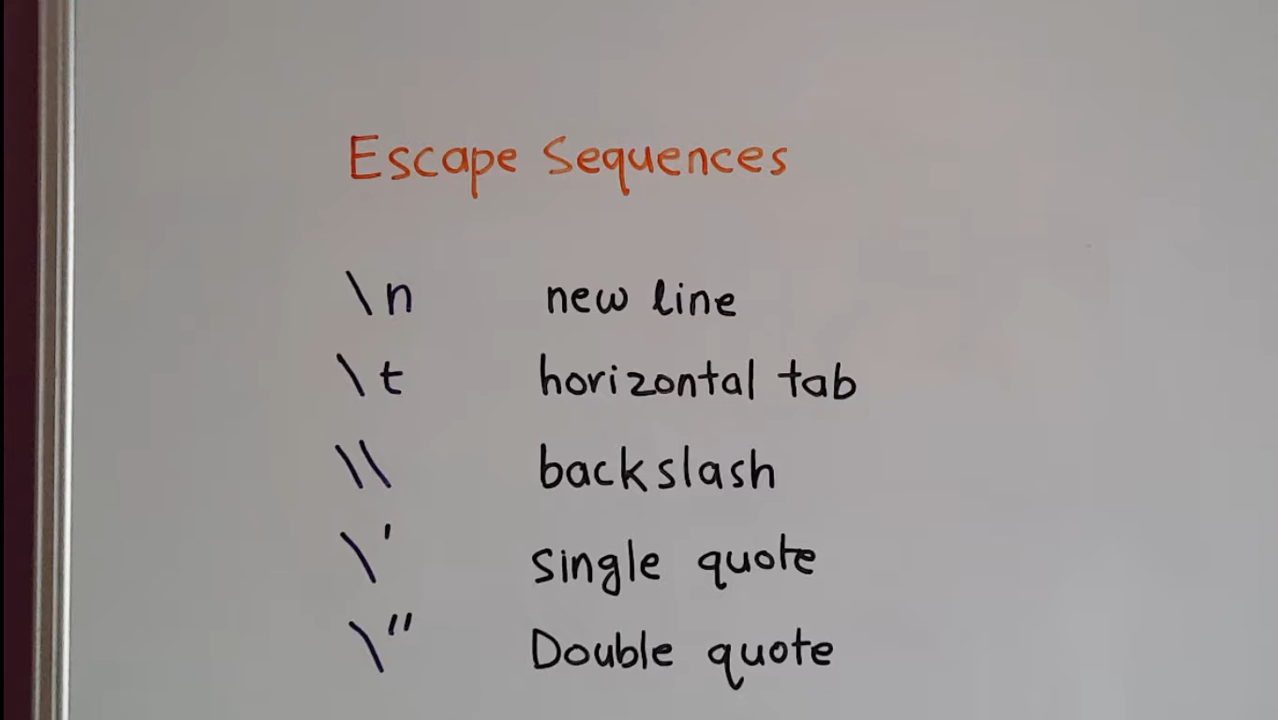 Escape Sequences
\n new line
\t horizontal tab
\\ backslash
\' single quote
\" Double quote